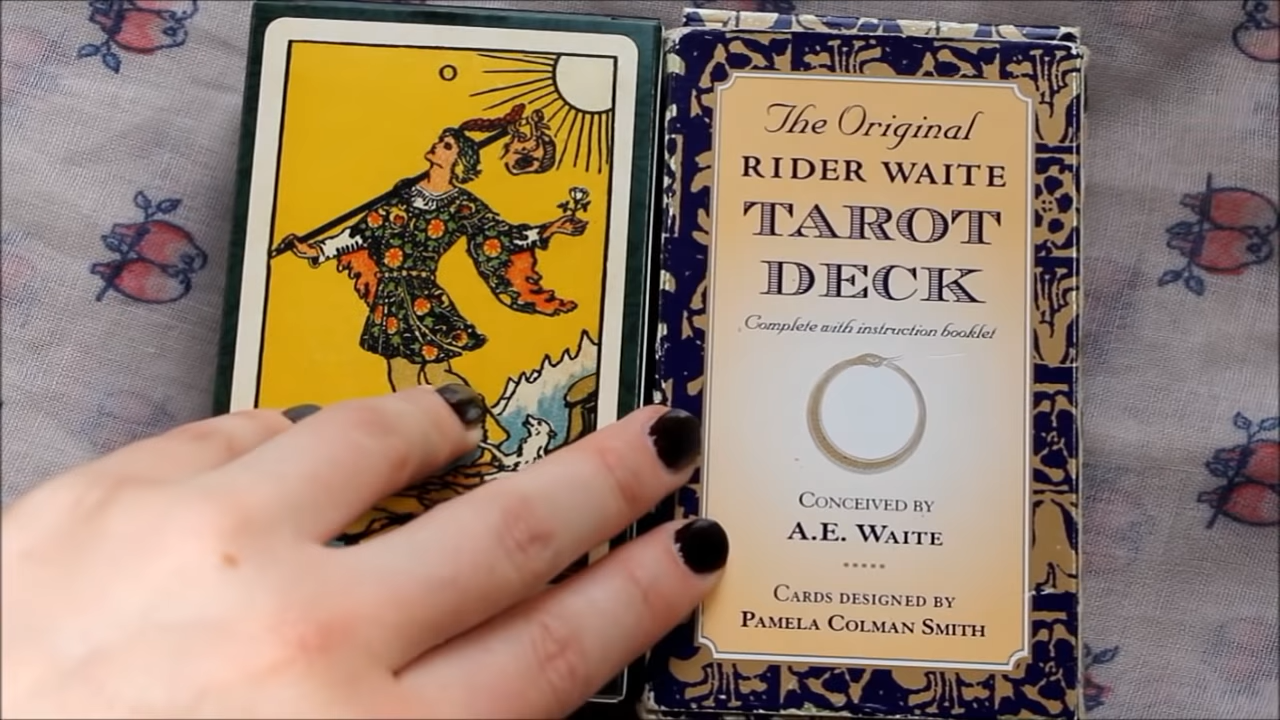 0
The Original
RIDER WAITE
TAROT
DECK
Complete with instruction booklet
CONCEIVED BY
A.E. WAITE
CARDS DESIGNED BY
PAMELA COLMAN SMITH